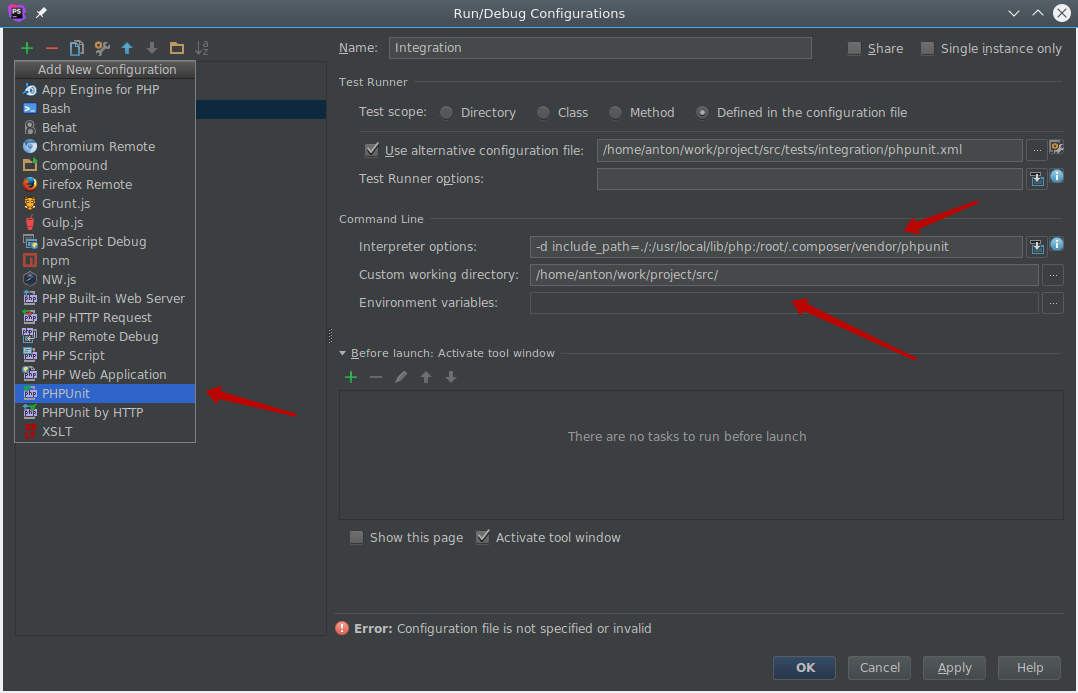 PS
Run/Debug Configurations
Name: Integration
Share
Single instance only
Add New Configuration
App Engine for PHP
Bash
Behat
Chromium Remote
Compound
Firefox Remote
Grunt.js
Gulp.js
JavaScript Debug
npm
NW.js
PHP Built-in Web Server
PHP HTTP Request
PHP Remote Debug
PHP Script
PHP Web Application
PHPUnit
PHPUnit by HTTP
XSLT
Test Runner
Test scope: Directory Class Method Defined in the configuration file
Use alternative configuration file: /home/anton/work/project/src/tests/integration/phpunit.xml ...
Test Runner options:
Command Line
Interpreter options: -d include_path=./:/usr/local/lib/php:/root/.composer/vendor/phpunit
Custom working directory: /home/anton/work/project/src/ ...
Environment variables: ...
Before launch: Activate tool window
There are no tasks to run before launch
Show this page Activate tool window
Error: Configuration file is not specified or invalid
OK Cancel Apply Help